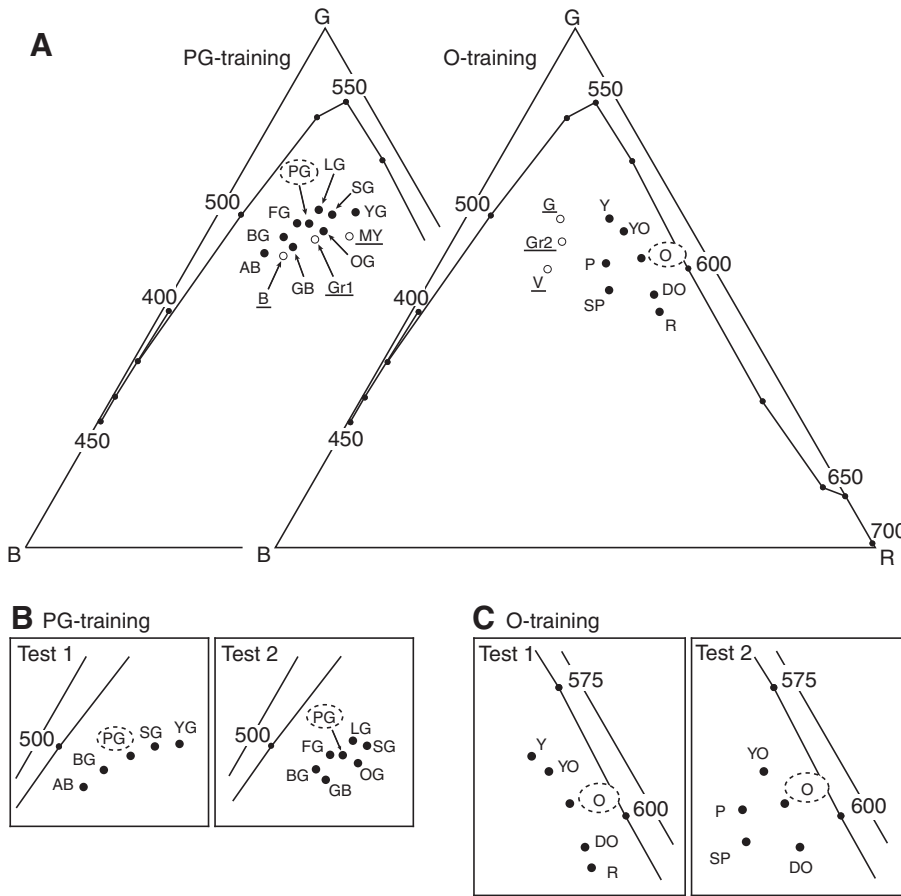 A
G
PG-training
550
PG
LG
SG
500
FG
YG
BG
MY
AB
OG
B
GB
Gr1
400
450
B
G
O-training
550
500
G
Y
YO
Gr2
O
600
P
V
SP
DO
R
400
450
650
700
B
R
B PG-training
Test 1
500
PG
SG
YG
BG
AB
Test 2
500
PG
LG
FG
SG
BG
OG
GB
C O-training
Test 1
575
Y
YO
O
600
DO
R
Test 2
575
YO
O
P
600
SP
DO